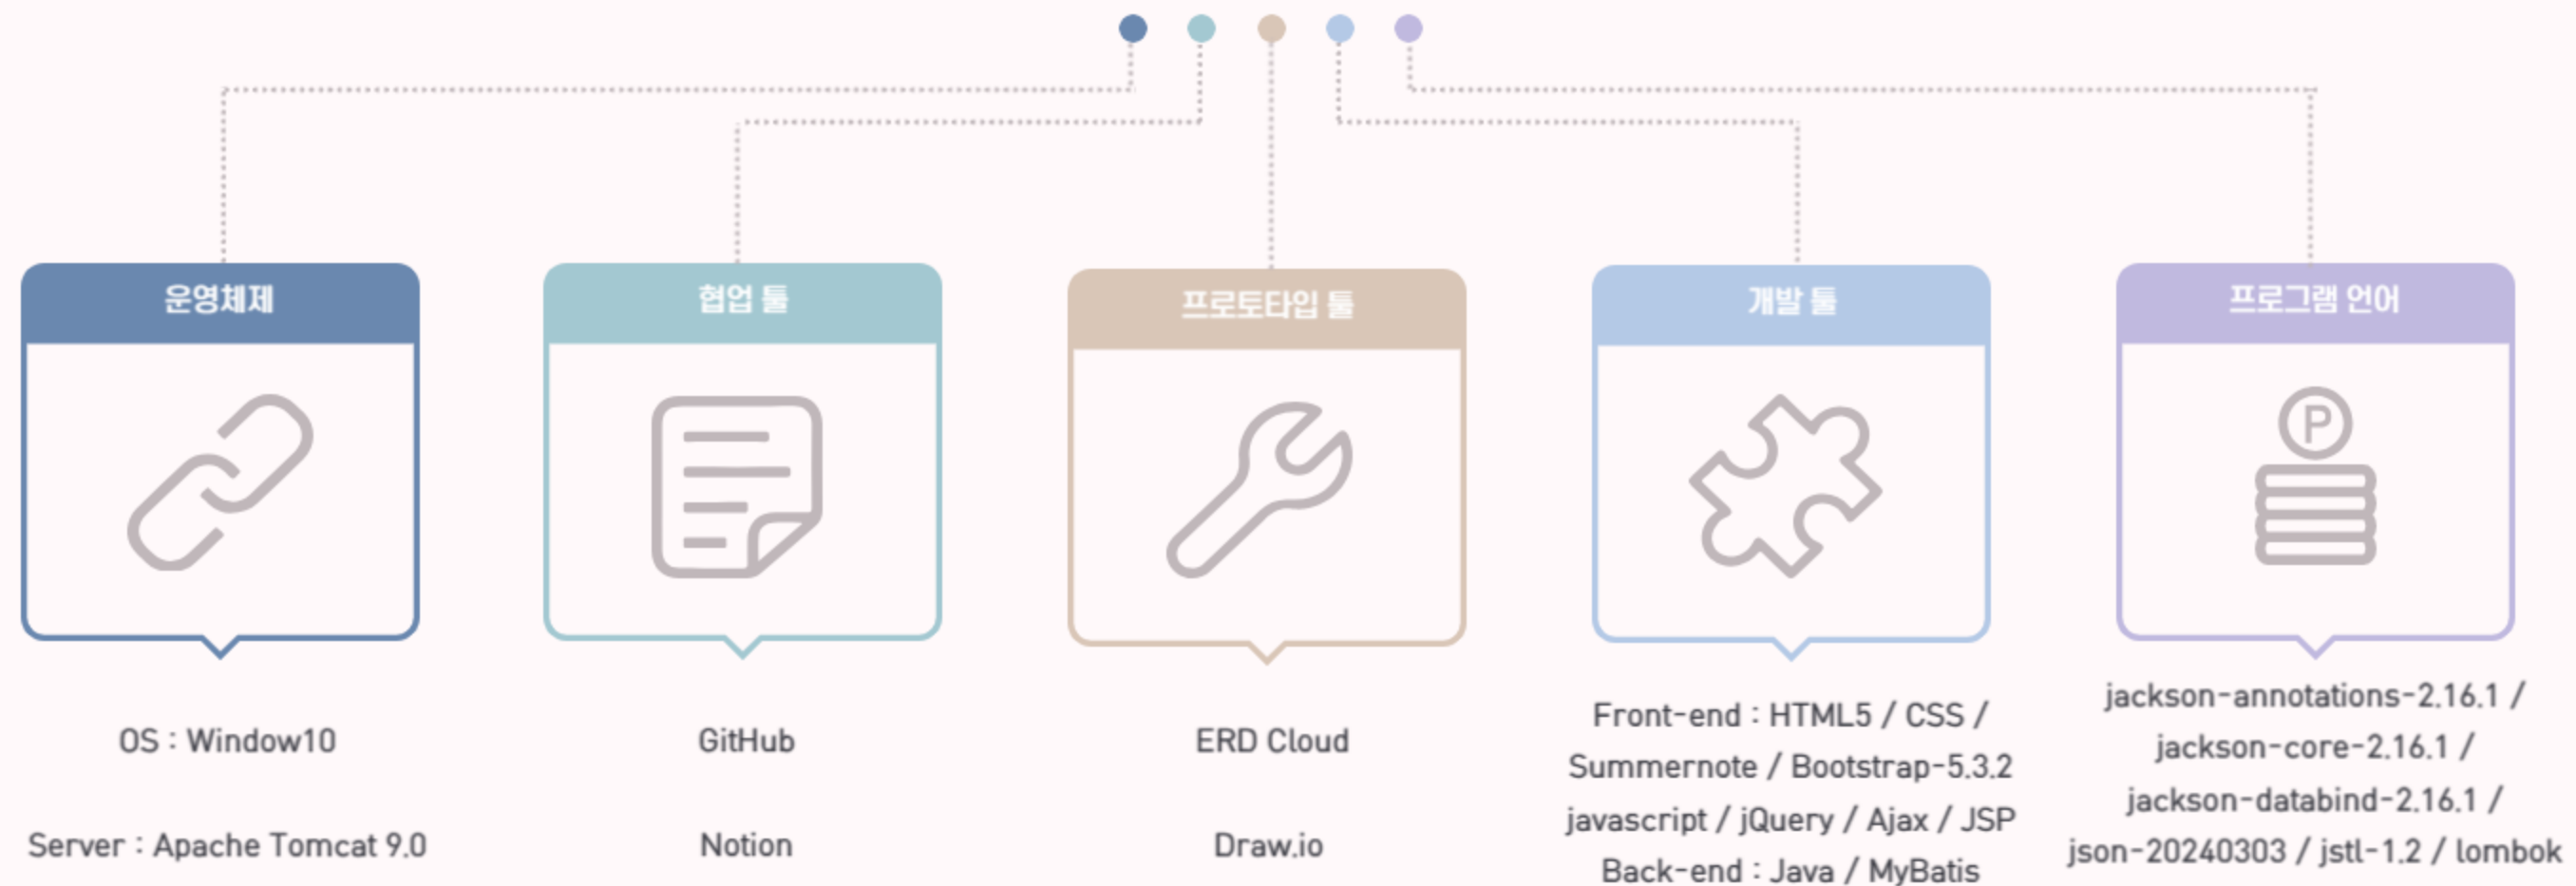 운영체제
협업 툴
프로토타입 툴
개발 툴
프로그램 언어
P
OS : Window10
Server : Apache Tomcat 9.0
GitHub
Notion
ERD Cloud
Draw.io
Front-end : HTML5 / CSS /
Summernote / Bootstrap-5.3.2
javascript / jQuery / Ajax / JSP
Back-end : Java / MyBatis
jackson-annotations-2.16.1 /
jackson-core-2.16.1 /
jackson-databind-2.16.1 /
json-20240303 / jstl-1.2 / lombok